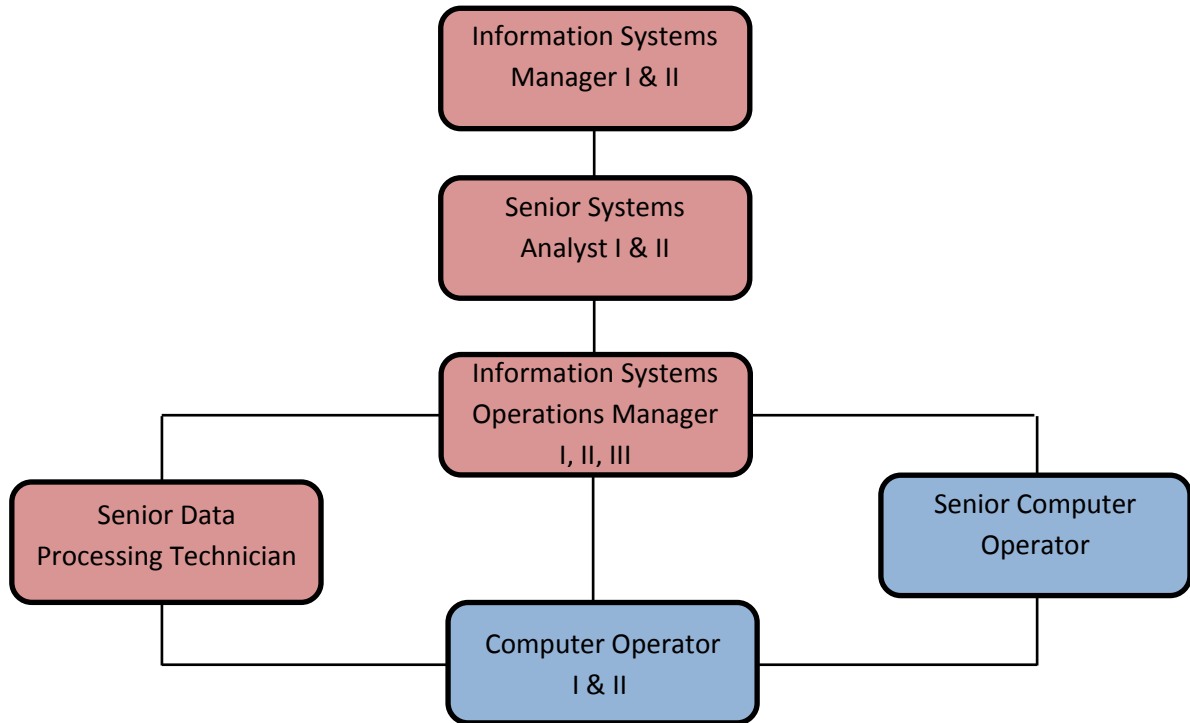 Information Systems
Manager I & II
Senior Systems
Analyst I & II
Information Systems
Operations Manager
I, II, III
Senior Data
Processing Technician
Senior Computer
Operator
Computer Operator
I & II